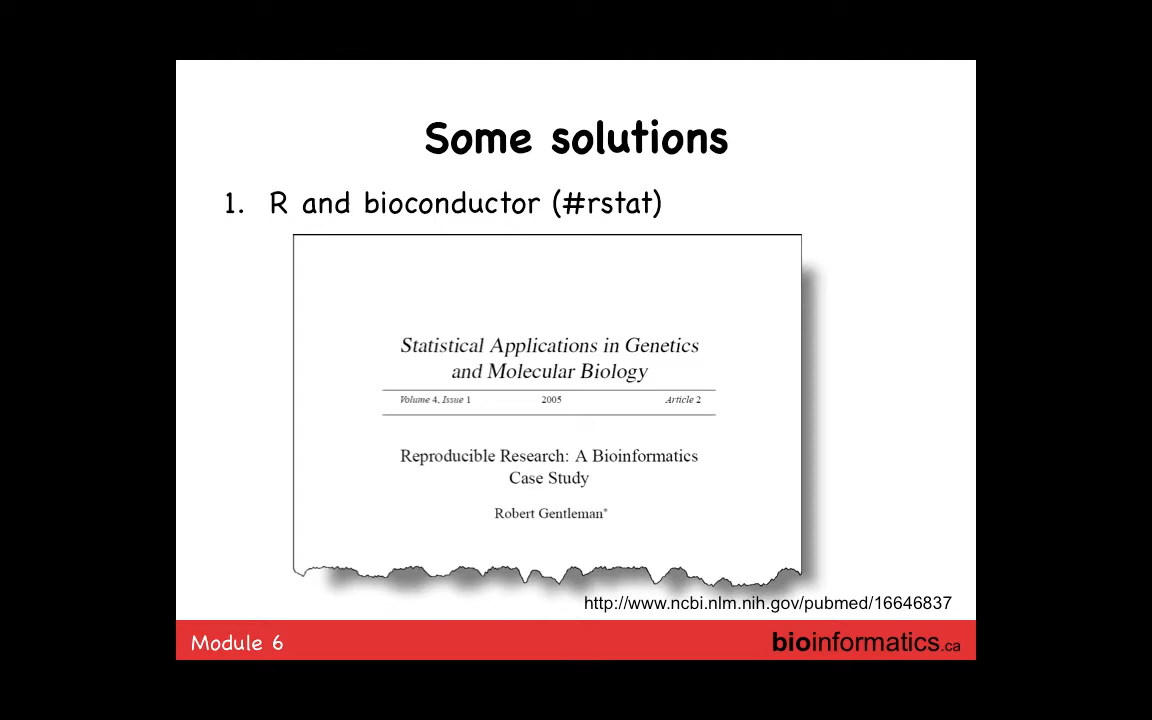 Some solutions
1. R and bioconductor (#rstat)
Statistical Applications in Genetics
and Molecular Biology
Volume 4, Issue 1 2005 Article 2
Reproducible Research: A Bioinformatics
Case Study
Robert Gentleman*
http://www.ncbi.nlm.nih.gov/pubmed/16646837
Module 6 bioinformatics.ca